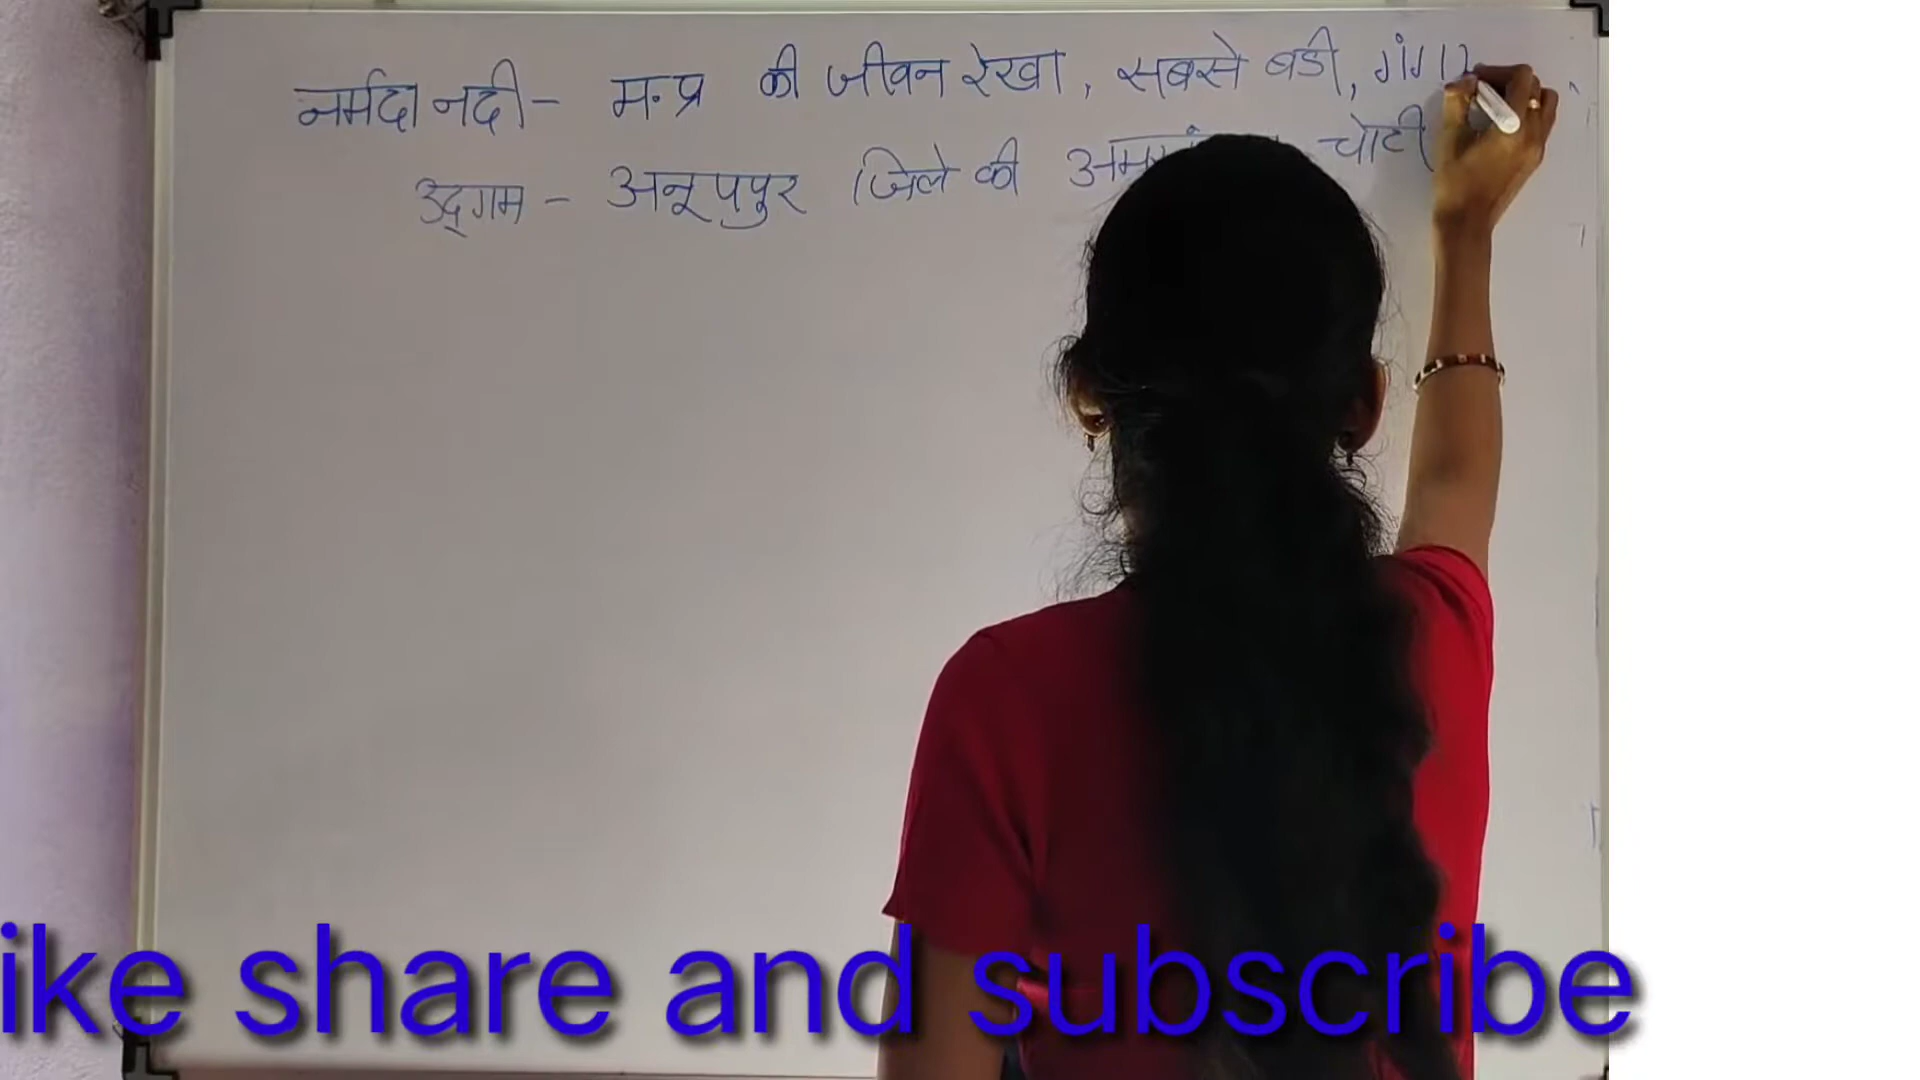 नर्मदा नदी - म.प्र की जीवन रेखा, सबसे बडी, गंगा
उद्गम - अनूपपुर जिले की चोटी
ike share and subscribe